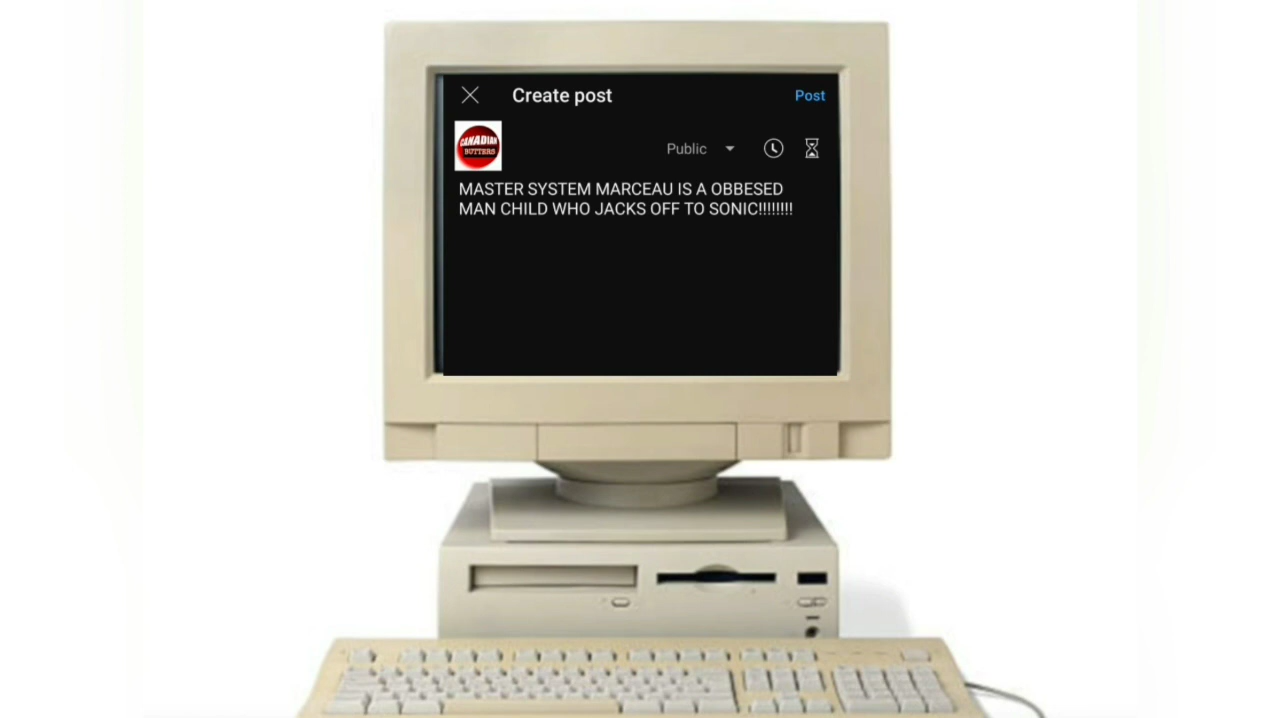 Create post
Post
CANADIAN
BUTTERS
Public
MASTER SYSTEM MARCEAU IS A OBBESED
MAN CHILD WHO JACKS OFF TO SONIC!!!!!!!!